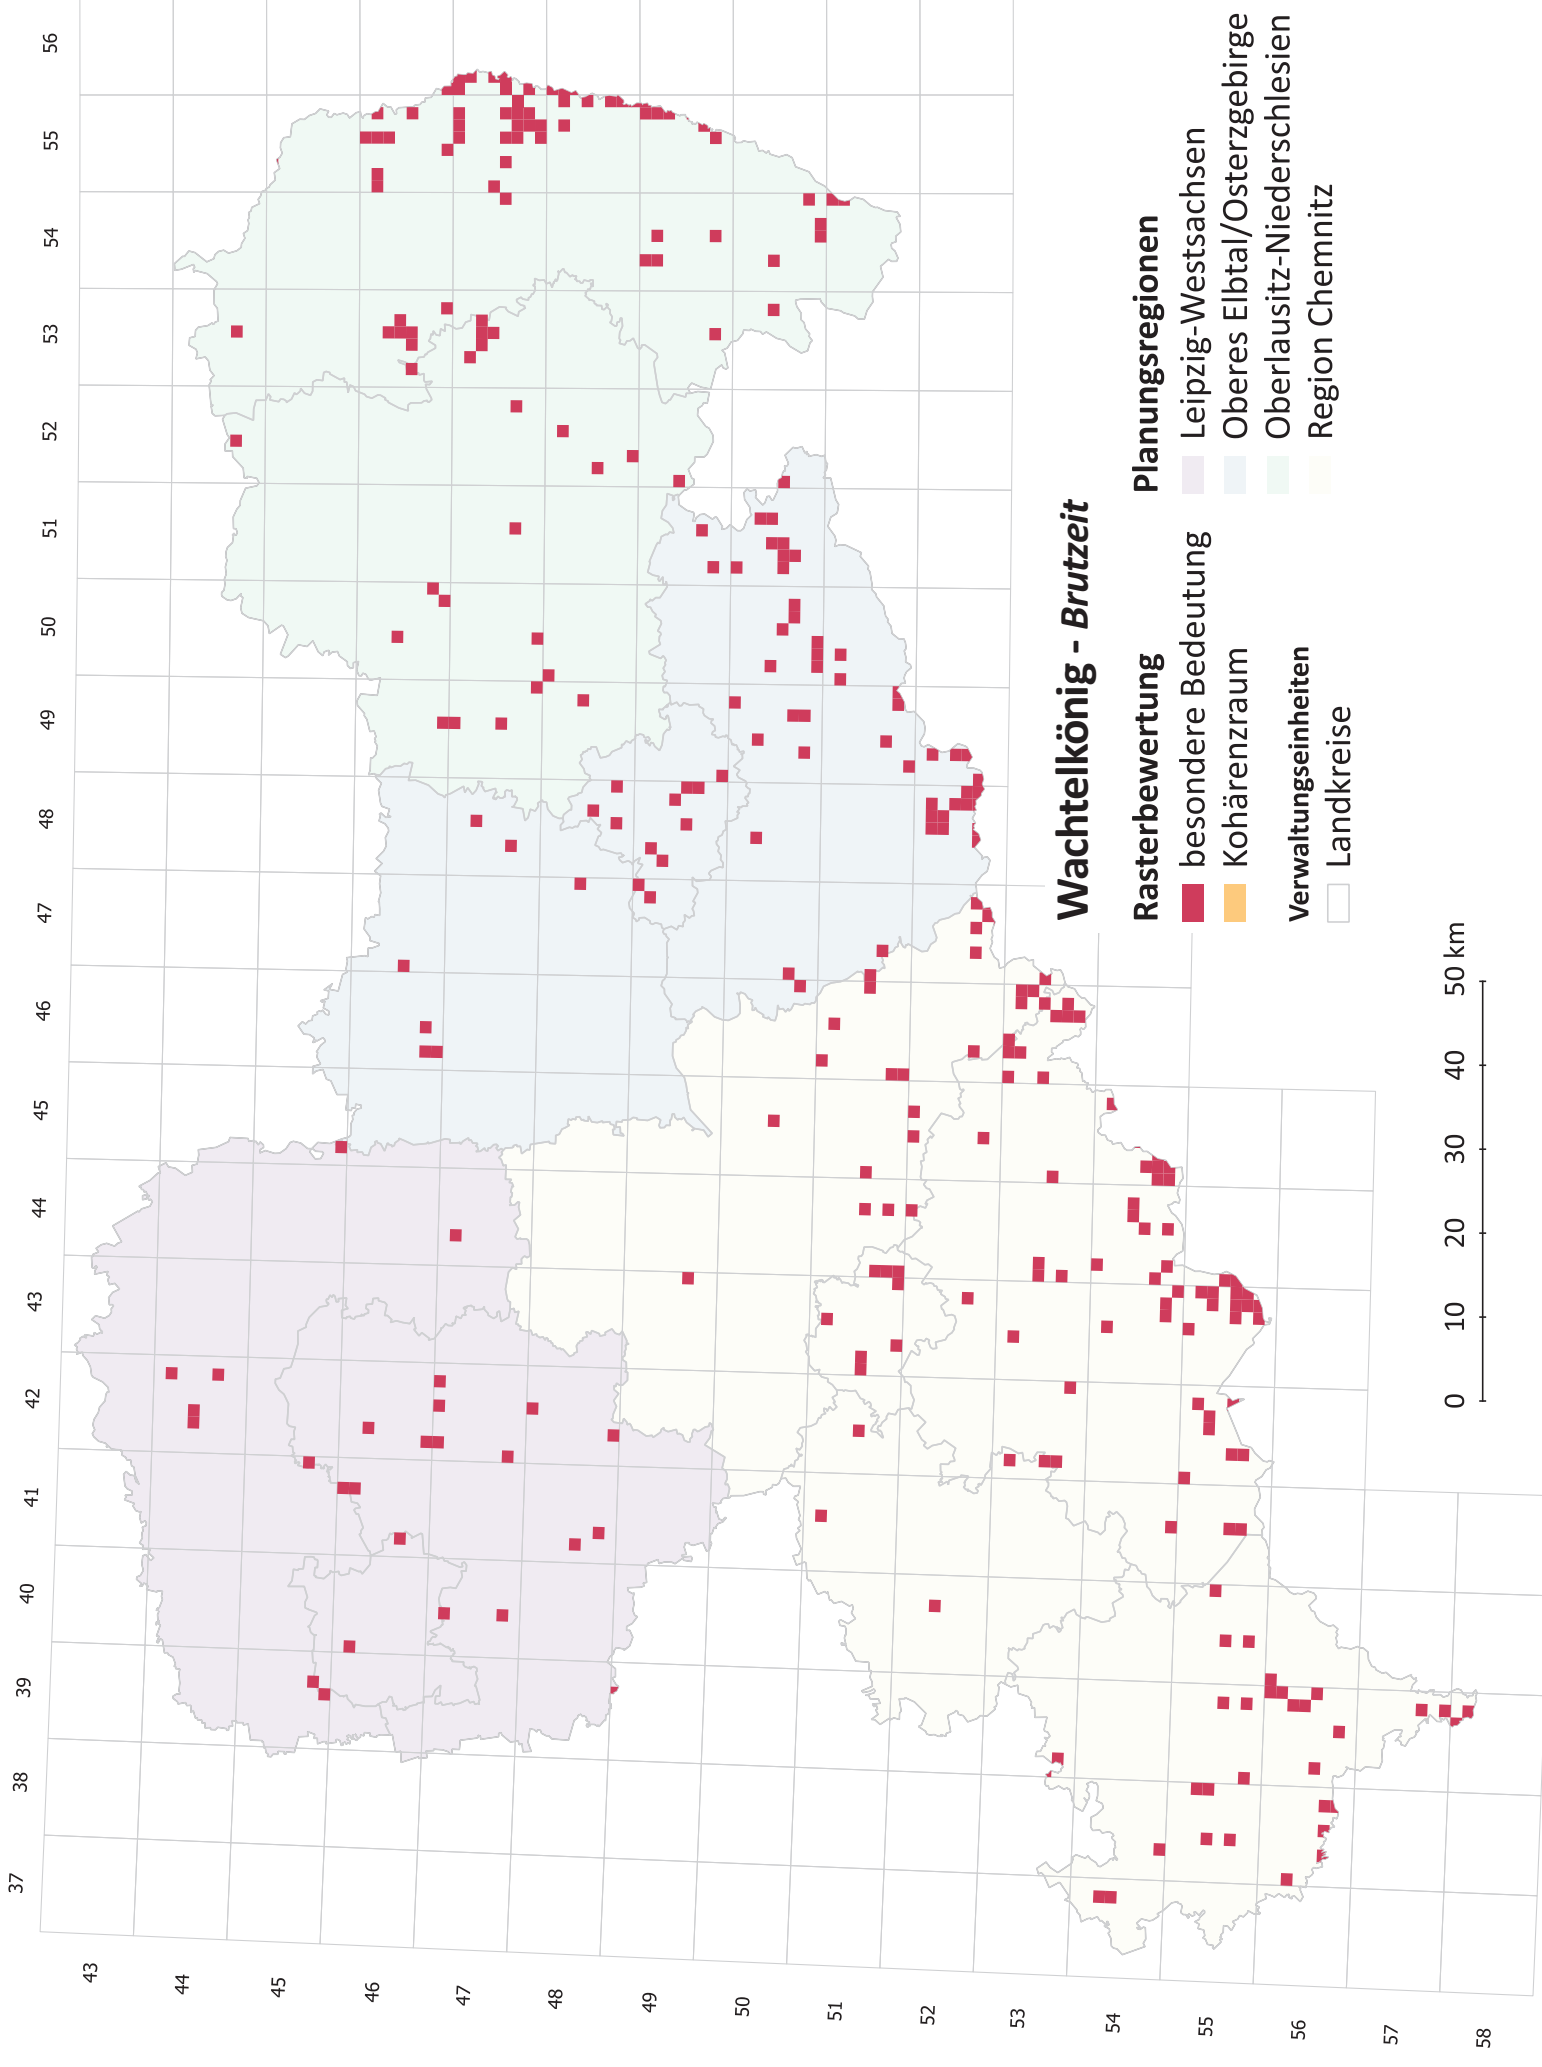 Wachtelkönig - Brutzeit
Rasterbewertung
besondere Bedeutung
Kohärenzraum
Verwaltungseinheiten
Landkreise
Planungsregionen
Leipzig-Westsachsen
Oberes Elbtal/Osterzgebirge
Oberlausitz-Niederschlesien
Region Chemnitz
0 10 20 30 40 50 km
37 38 39 40 41 42 43 44 45 46 47 48 49 50 51 52 53 54 55 56
43
44
45
46
47
48
49
50
51
52
53
54
55
56
57
58